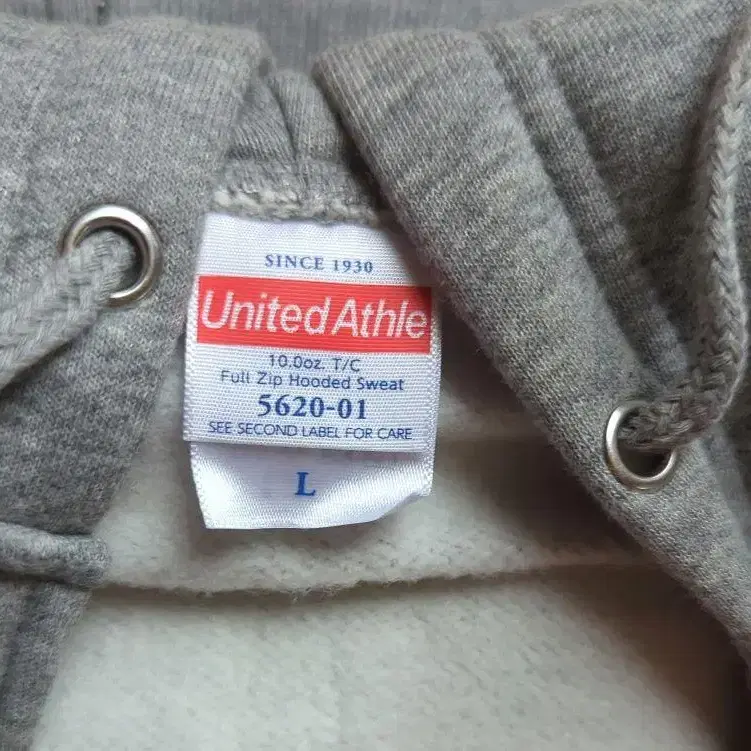 SINCE 1930
United Athle
10.0oz. T/C
Full Zip Hooded Sweat
5620-01
SEE SECOND LABEL FOR CARE
L